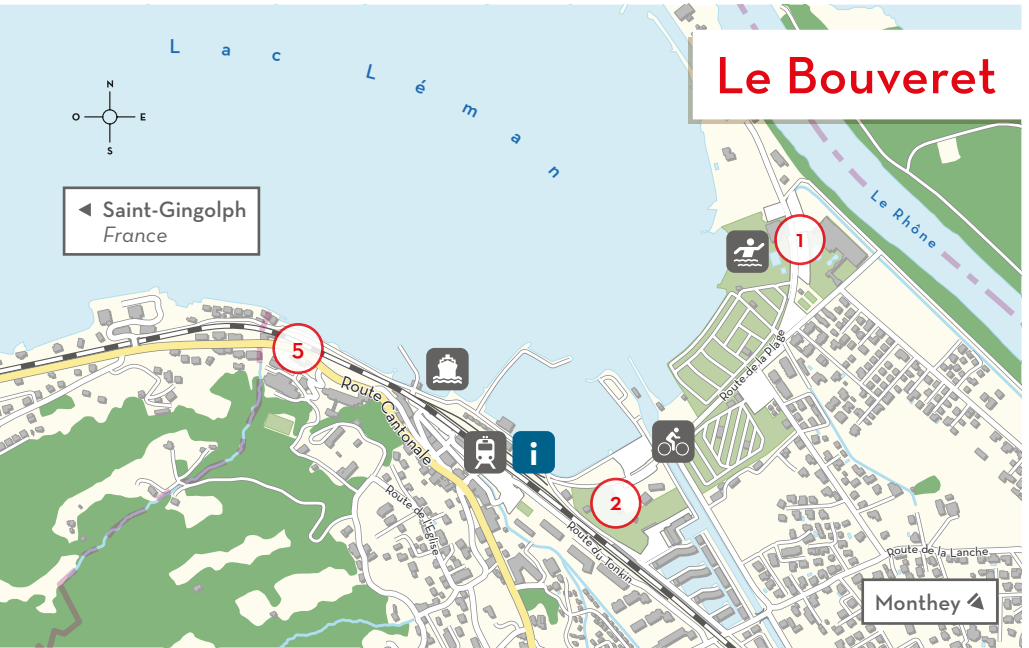 Le Bouveret
Lac Léman
N
O
E
S
Saint-Gingolph
France
Le Rhône
1
5
Route Cantonale
Route de la Plage
i
2
Route de l'Eglise
Route du Tonkin
Route de la Lanche
Monthey